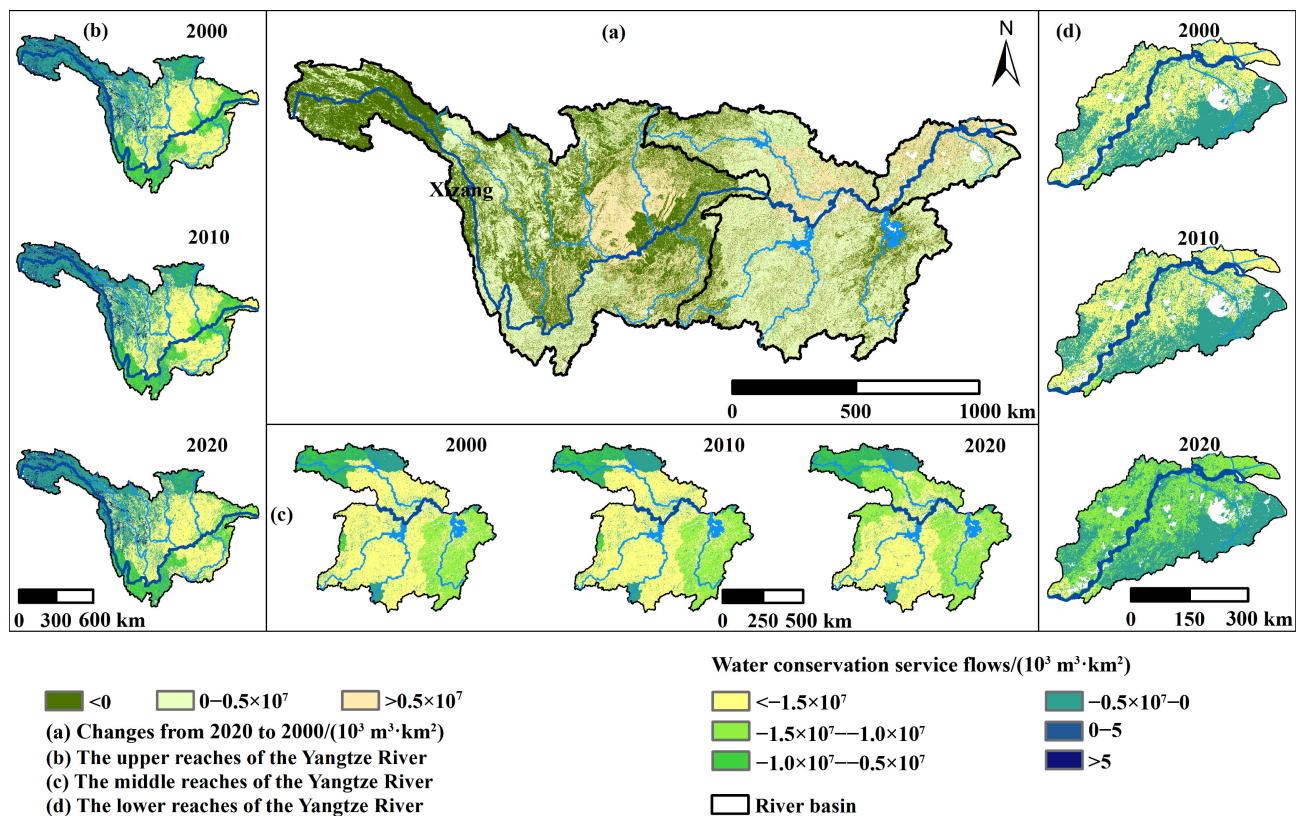 (b)
2000
2010
2020
0 300 600 km
(a)
N
Xizang
0 500 1000 km
(c)
2000
2010
2020
0 250 500 km
(d)
2000
2010
2020
0 150 300 km
<0
0−0.5×10⁷
>0.5×10⁷
(a) Changes from 2020 to 2000/(10³ m³·km²)
(b) The upper reaches of the Yangtze River
(c) The middle reaches of the Yangtze River
(d) The lower reaches of the Yangtze River
Water conservation service flows/(10³ m³·km²)
<−1.5×10⁷
−1.5×10⁷−−1.0×10⁷
−1.0×10⁷−−0.5×10⁷
−0.5×10⁷−0
0−5
>5
River basin